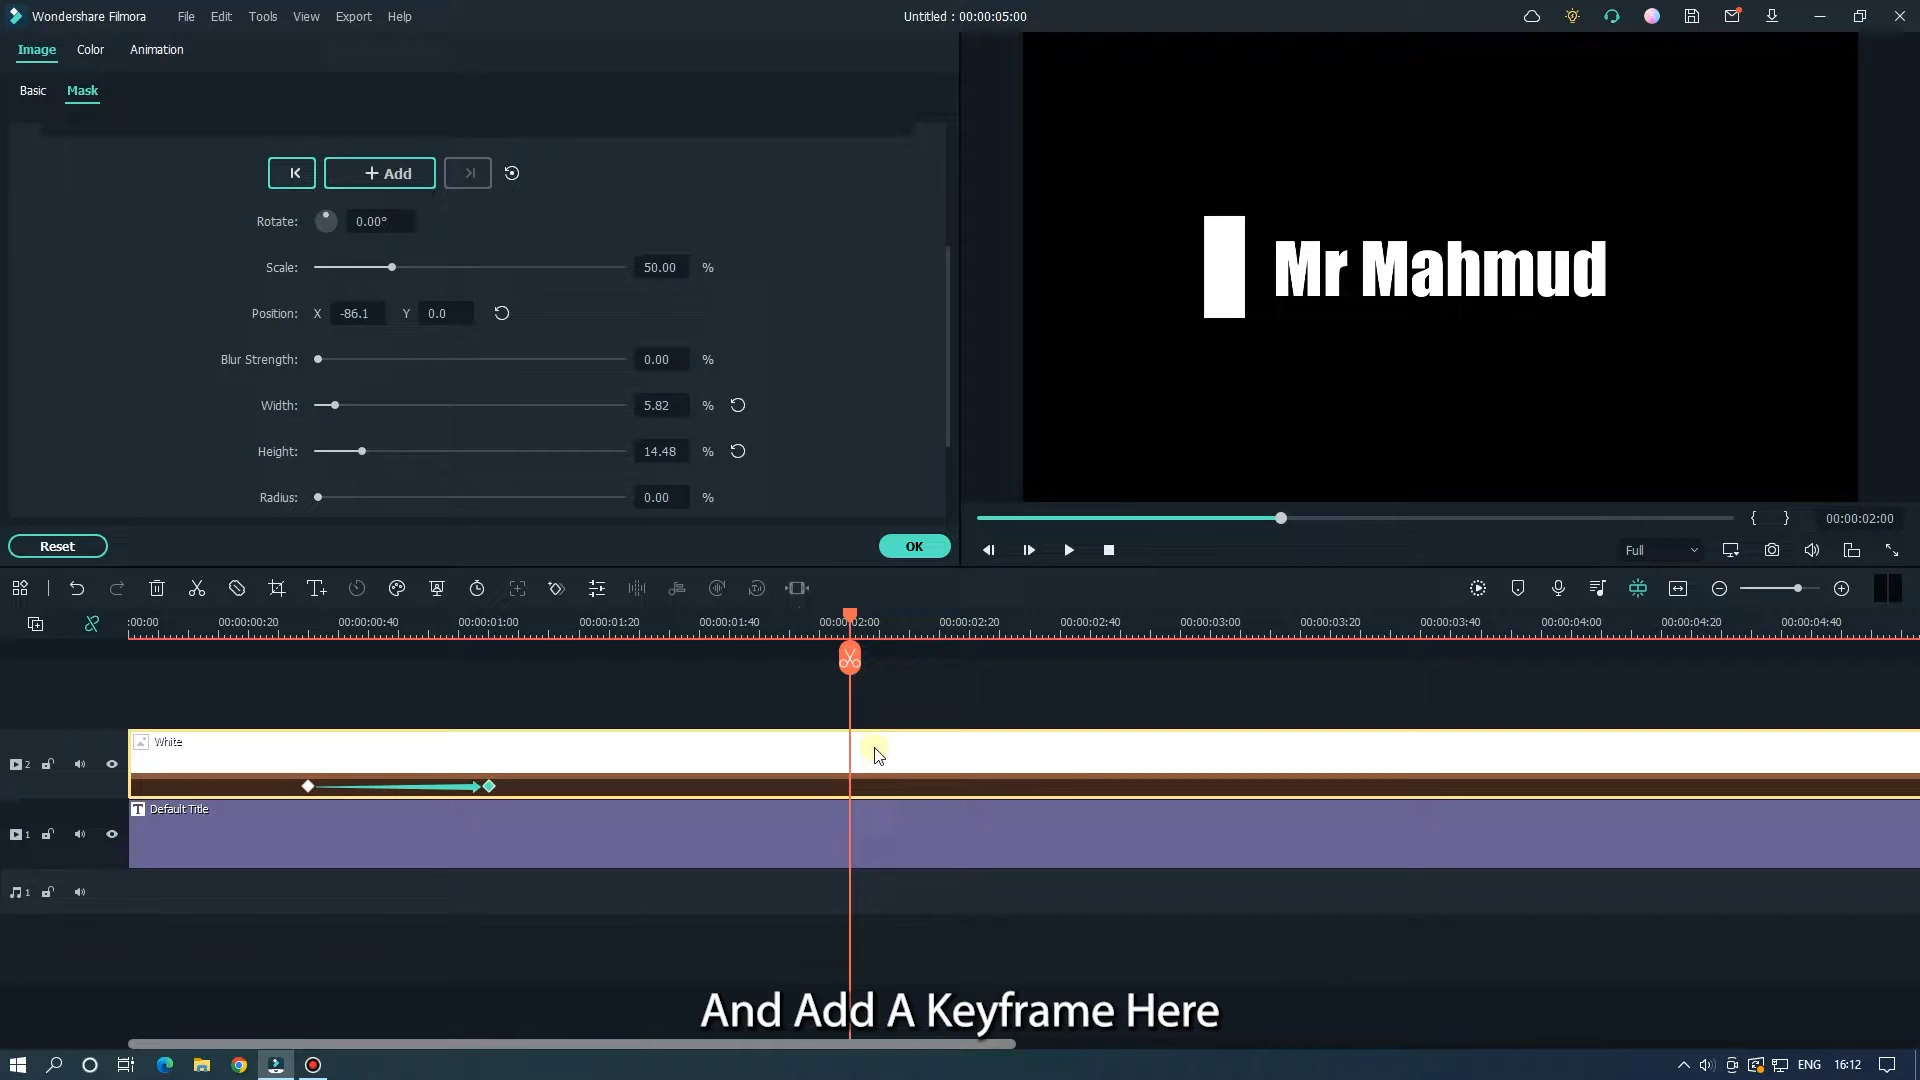 Wondershare Filmora File Edit Tools View Export Help Untitled : 00:00:05:00
Image Color Animation
Basic Mask
+ Add
Rotate: 0.00°
Scale: 50.00 %
Position: X -86.1 Y 0.0
Blur Strength: 0.00 %
Width: 5.82 %
Height: 14.48 %
Radius: 0.00 %
Reset OK
Mr Mahmud
{ } 00:00:02:00
Full
:00:00 00:00:00:20 00:00:00:40 00:00:01:00 00:00:01:20 00:00:01:40 00:00:02:00 00:00:02:20 00:00:02:40 00:00:03:00 00:00:03:20 00:00:03:40 00:00:04:00 00:00:04:20 00:00:04:40
White
2
T Default Title
1
1
And Add A Keyframe Here
ENG 16:12